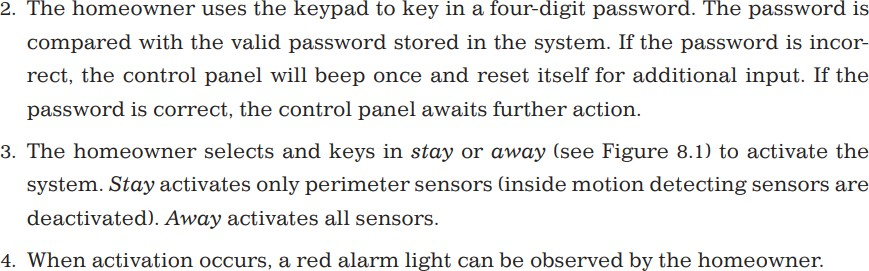 2. The homeowner uses the keypad to key in a four-digit password. The password is
compared with the valid password stored in the system. If the password is incor-
rect, the control panel will beep once and reset itself for additional input. If the
password is correct, the control panel awaits further action.
3. The homeowner selects and keys in stay or away (see Figure 8.1) to activate the
system. Stay activates only perimeter sensors (inside motion detecting sensors are
deactivated). Away activates all sensors.
4. When activation occurs, a red alarm light can be observed by the homeowner.